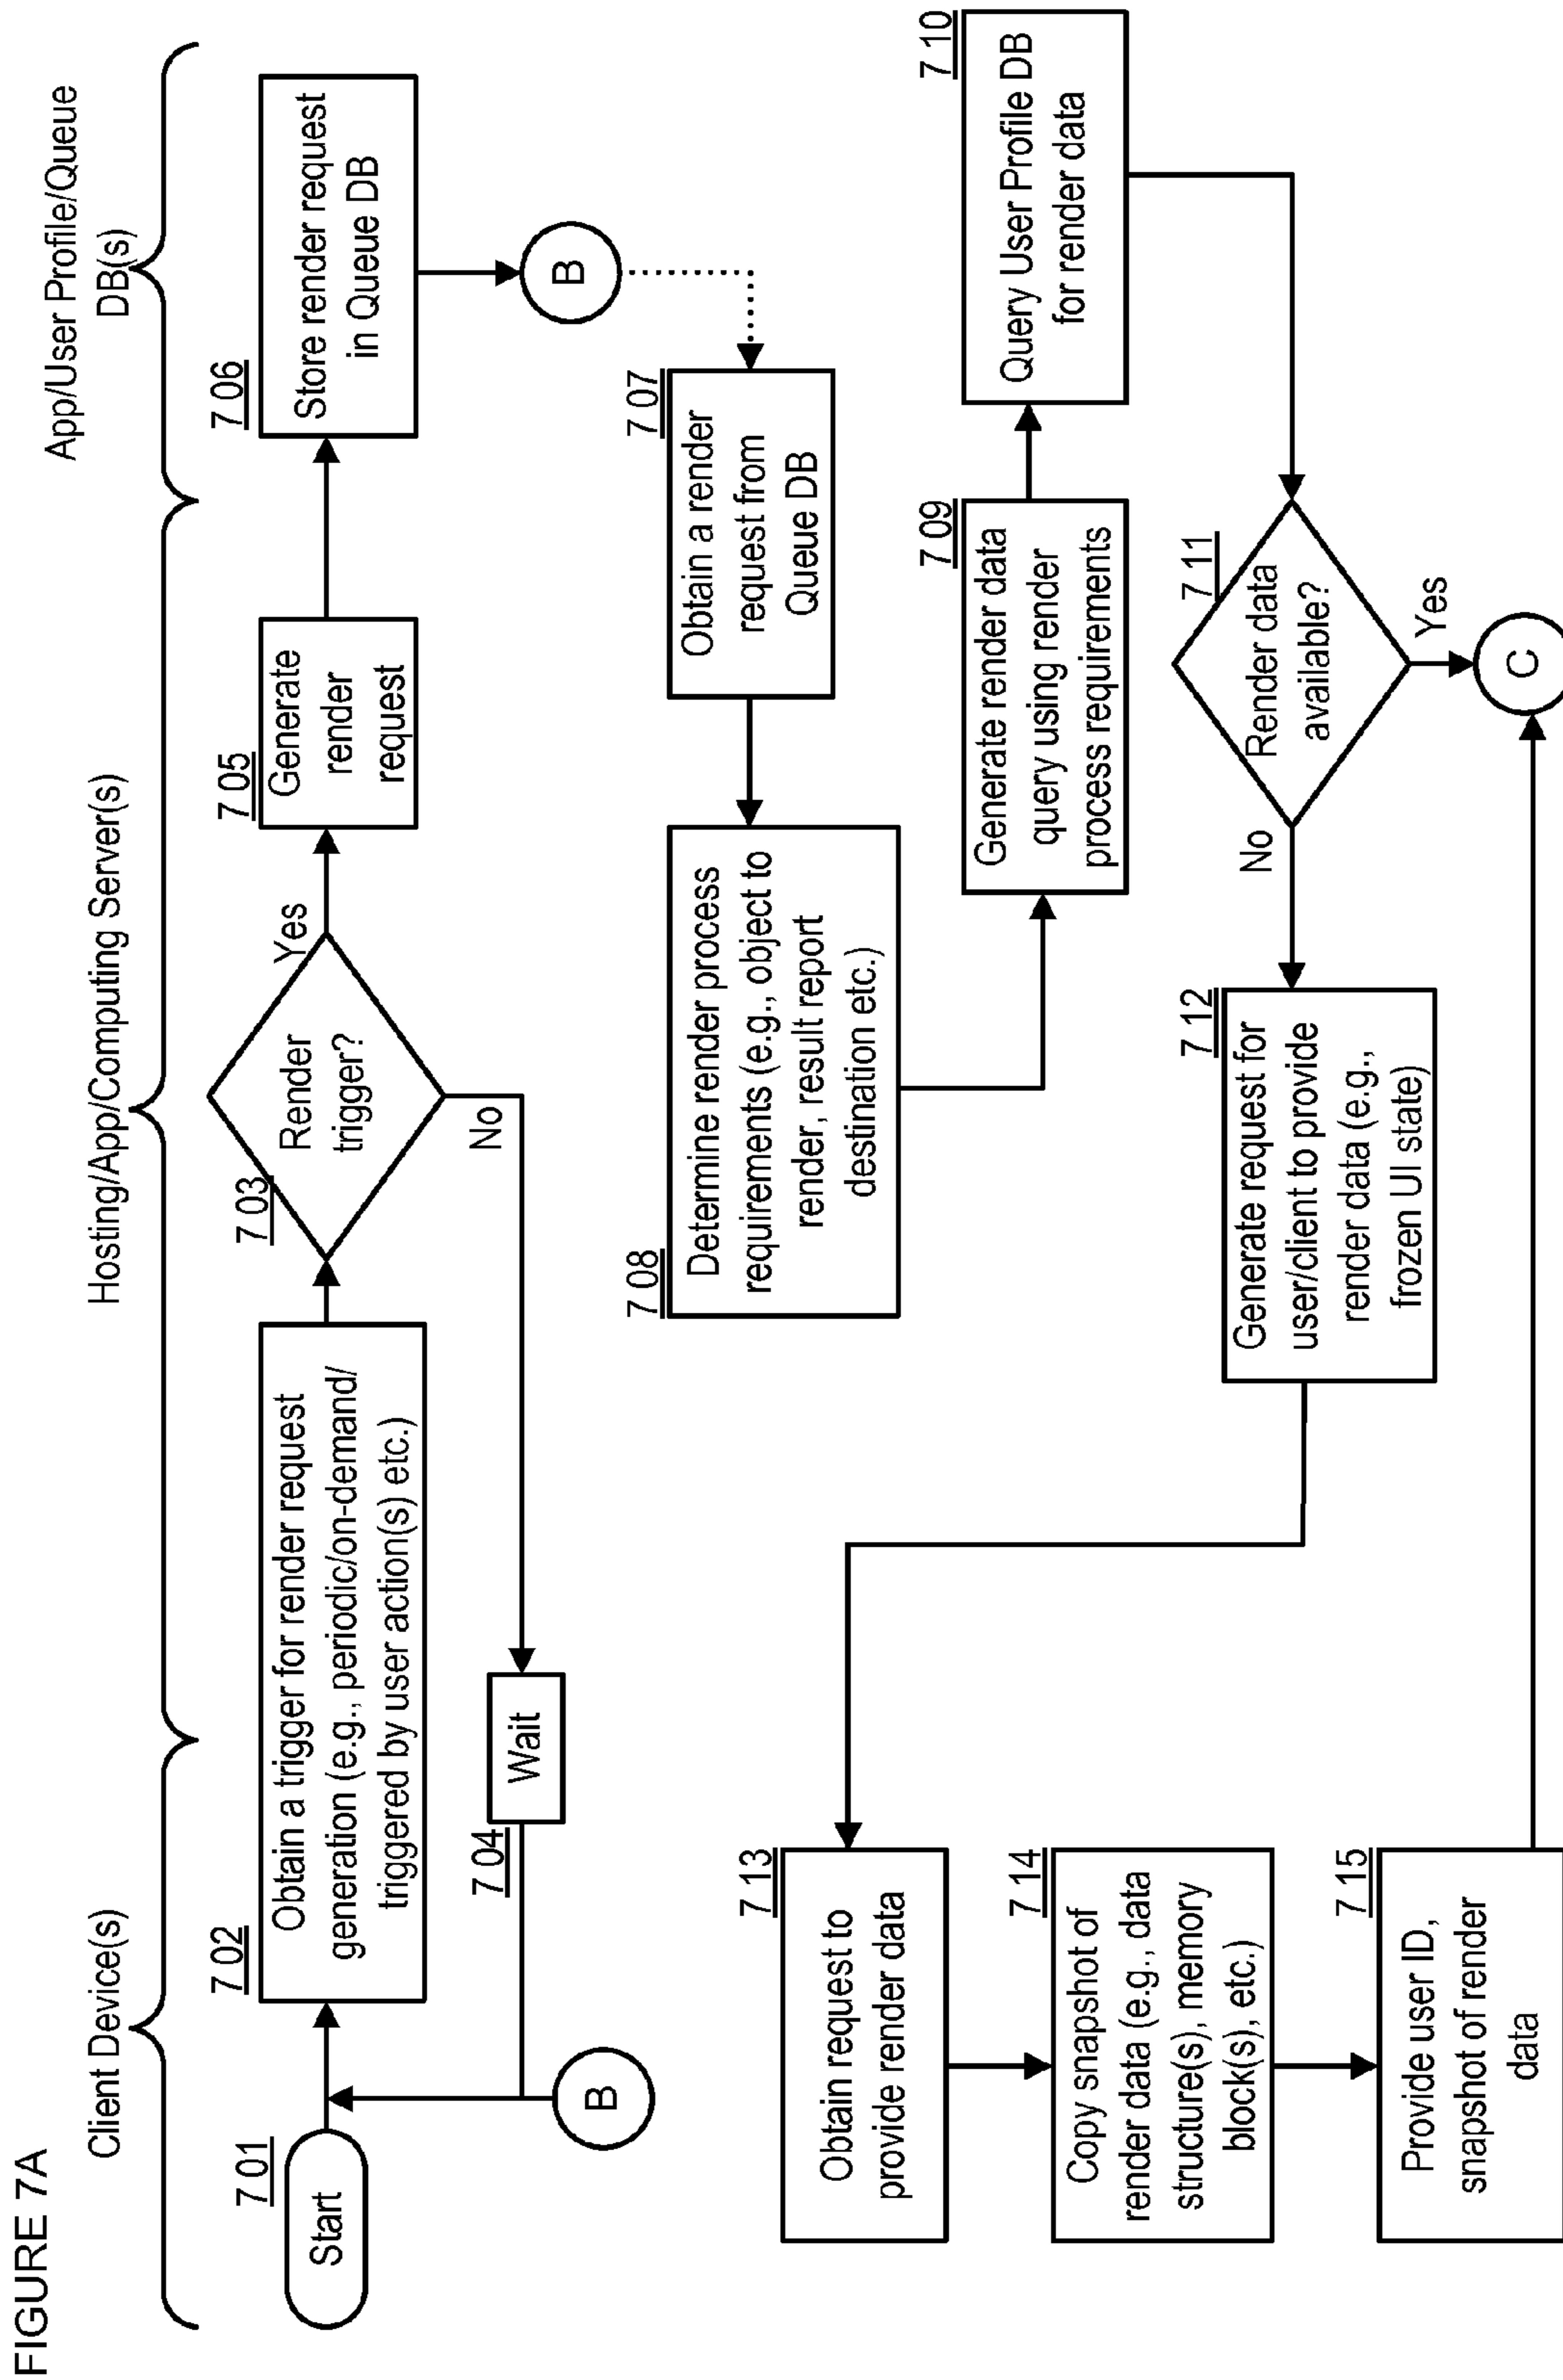 FIGURE 7A
Client Device(s)
Hosting/App/Computing Server(s)
App/User Profile/Queue
DB(s)
7 01
Start
7 02
Obtain a trigger for render request
generation (e.g., periodic/on-demand/
triggered by user action(s) etc.)
7 03
Render
trigger?
Yes
No
7 04
Wait
B
7 05
Generate
render
request
7 06
Store render request
in Queue DB
B
7 07
Obtain a render
request from
Queue DB
7 08
Determine render process
requirements (e.g., object to
render, result report
destination etc.)
7 09
Generate render data
query using render
process requirements
7 10
Query User Profile DB
for render data
7 11
Render data
available?
No
Yes
C
7 12
Generate request for
user/client to provide
render data (e.g.,
frozen UI state)
7 13
Obtain request to
provide render data
7 14
Copy snapshot of
render data (e.g., data
structure(s), memory
block(s), etc.)
7 15
Provide user ID,
snapshot of render
data